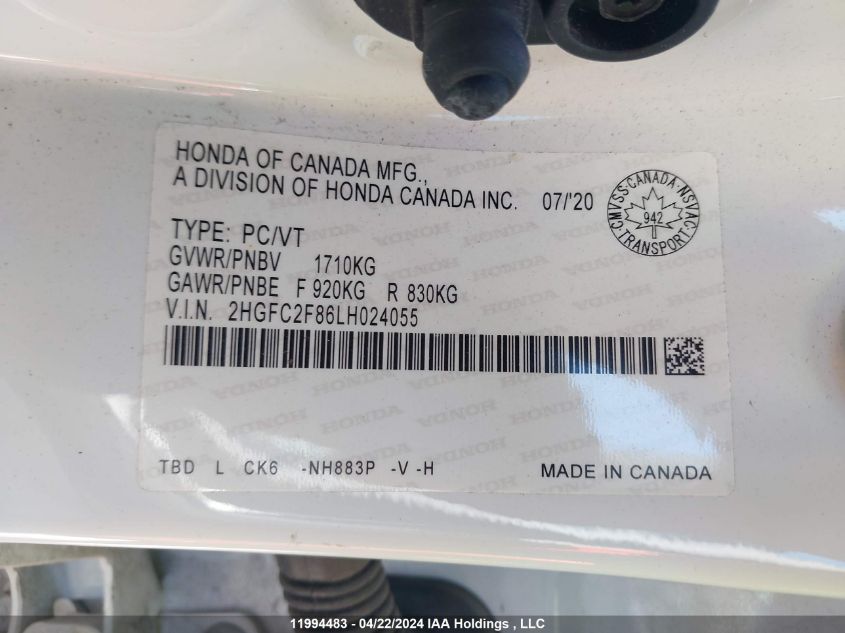 HONDA OF CANADA MFG.,
A DIVISION OF HONDA CANADA INC. 07/'20
CMVSS·CANADA·NSVAC
942
TRANSPORT
TYPE: PC/VT
GVWR/PNBV 1710KG
GAWR/PNBE F 920KG R 830KG
V.I.N. 2HGFC2F86LH024055
TBD L CK6 -NH883P -V -H
MADE IN CANADA
11994483 - 04/22/2024 IAA Holdings , LLC